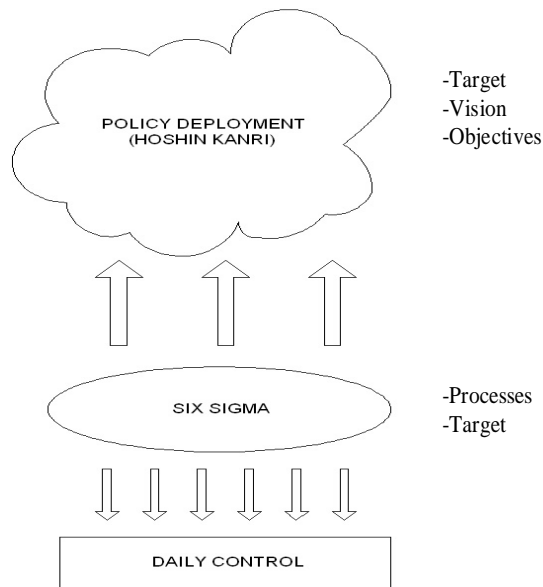 POLICY DEPLOYMENT
(HOSHIN KANRI)
-Target
-Vision
-Objectives
SIX SIGMA
-Processes
-Target
DAILY CONTROL